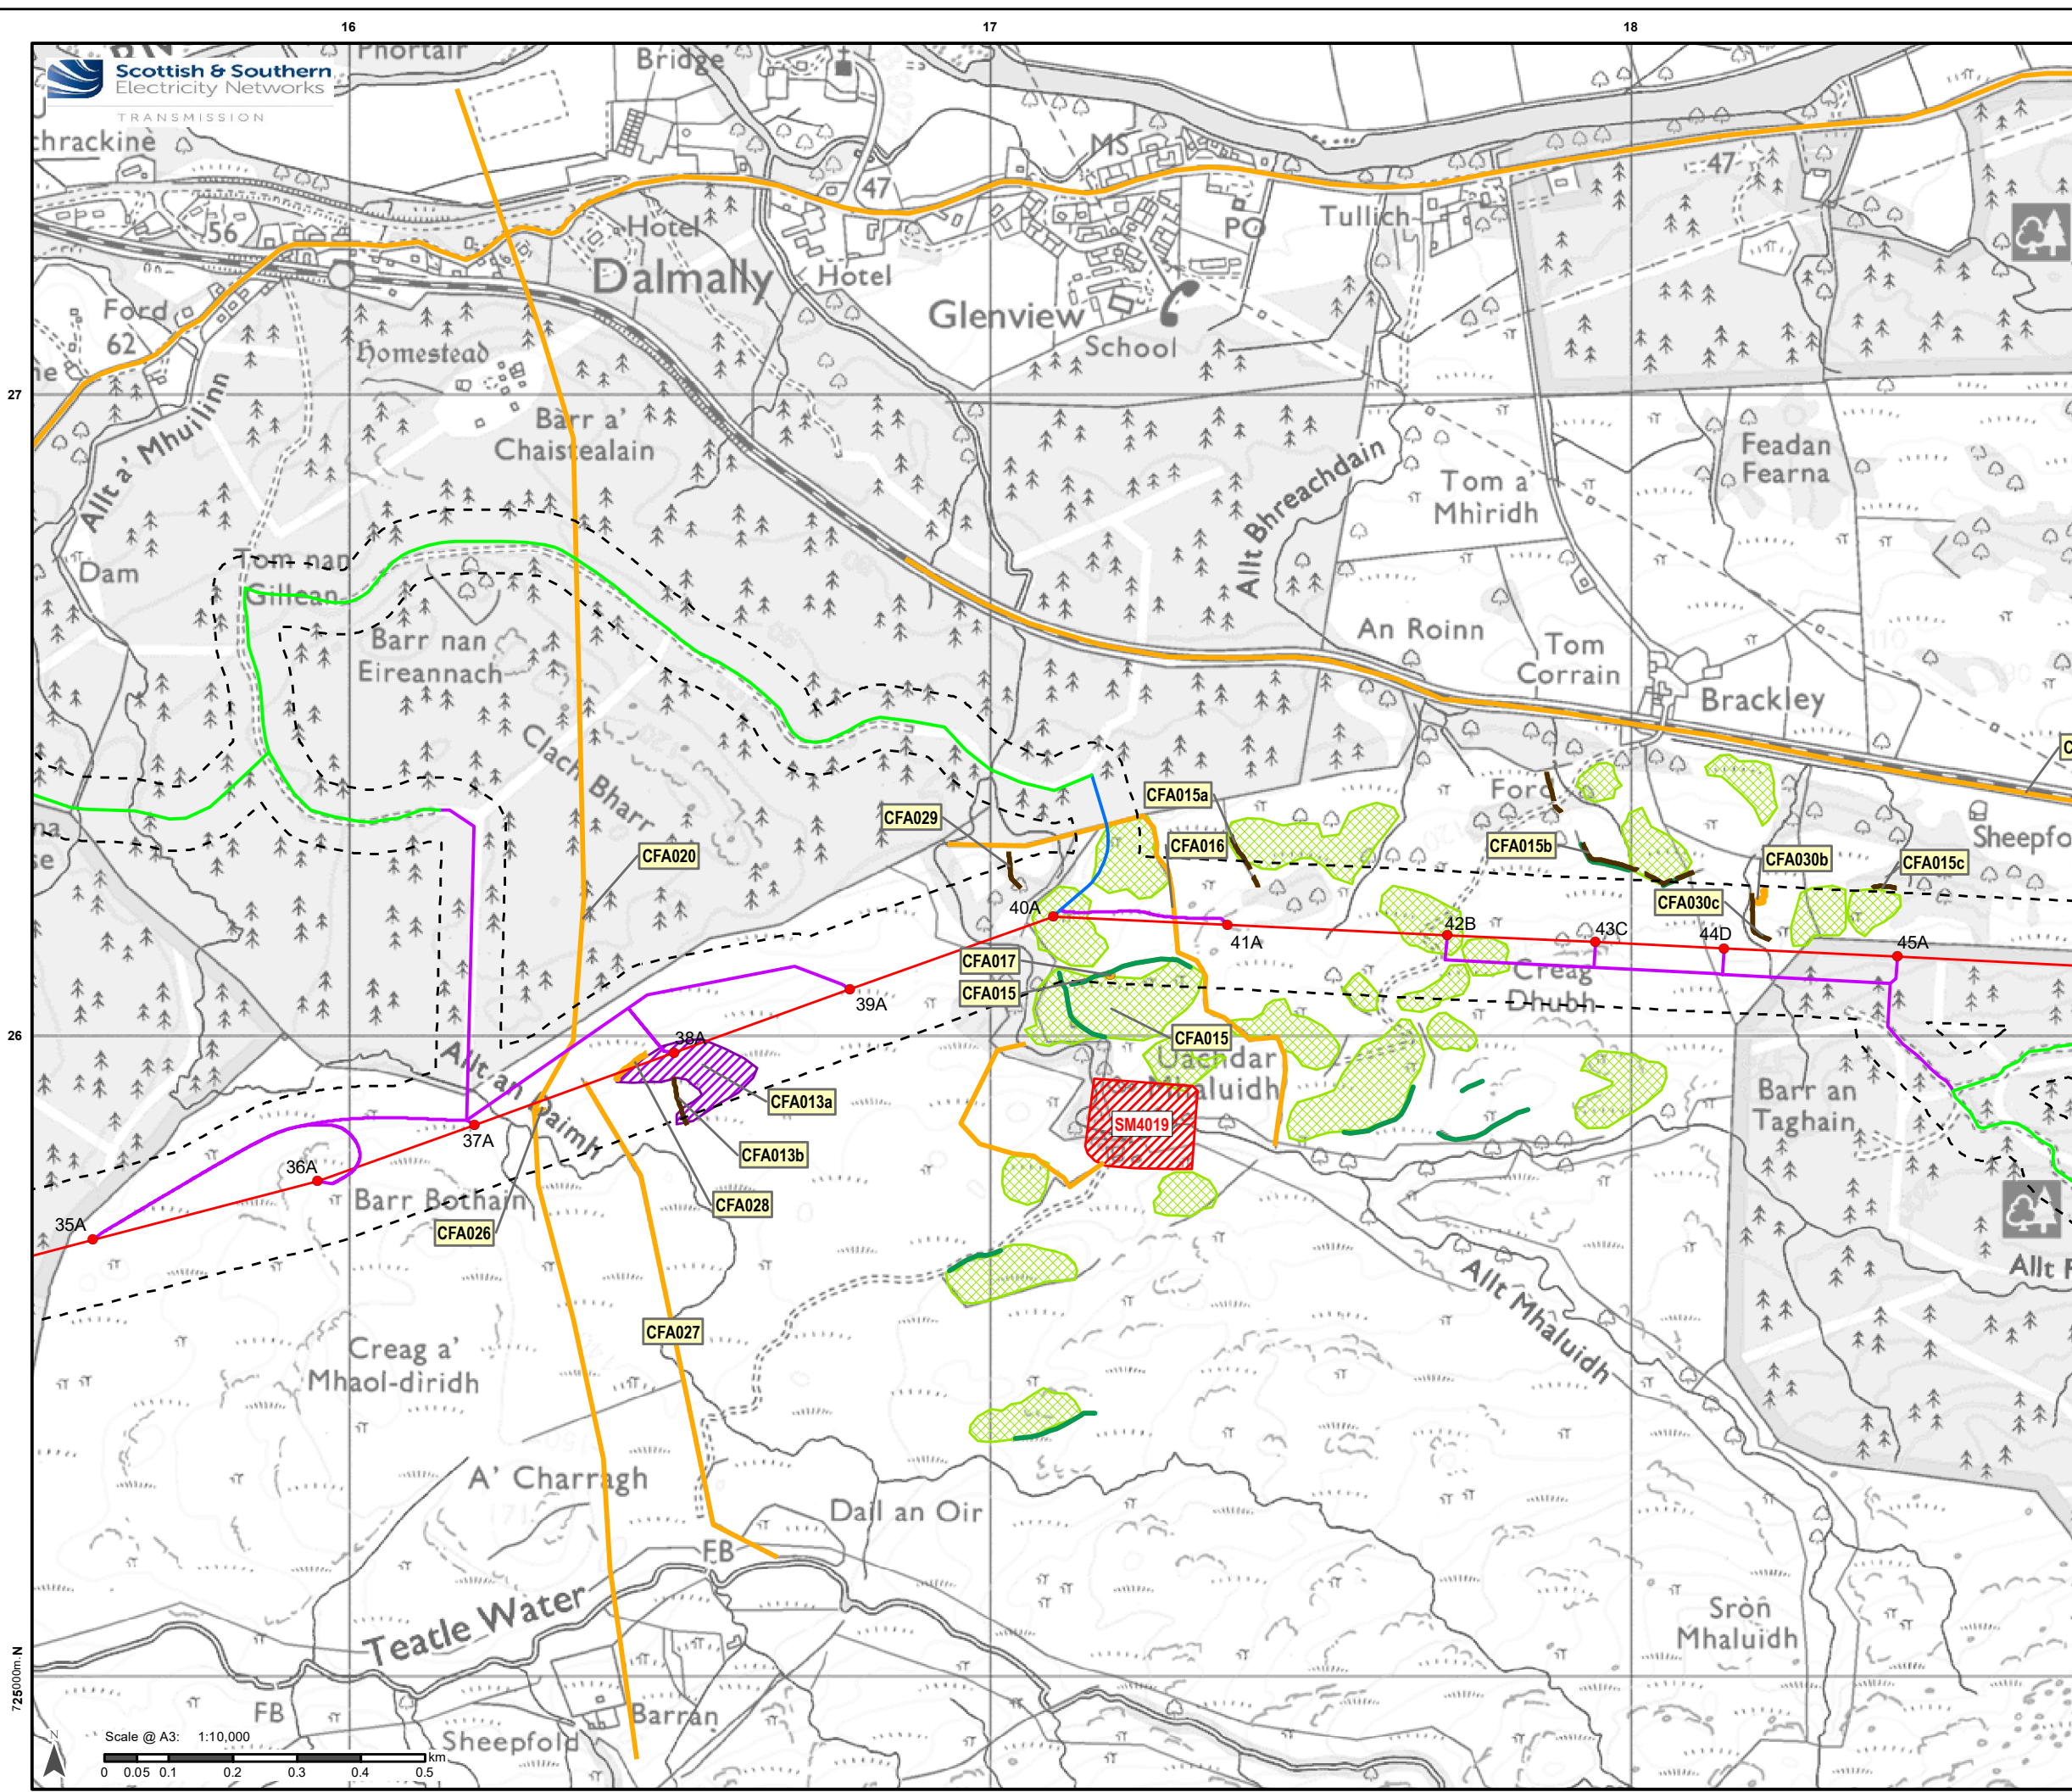 16
17
18
Phortair
Scottish & Southern
Electricity Networks
TRANSMISSION
Bridge
chrackine
MS
47
47
56
Hotel
PO
Tullich
Dalmally
Hotel
Glenview
School
Ford
62
Homestead
27
Allt a' Mhuilinn
Bàrr a'
Chaistealain
Allt Bhreachdain
Tom a'
Mhìridh
Feadan
Fearna
Dam
Tom nan
Gillean
Barr nan
Eireannach
An Roinn
Tom
Corrain
Brackley
Clach Bharr
Ford
CFA015a
CFA029
CFA016
CFA015b
CFA030b
CFA015c
Sheepfo
CFA020
CFA030c
40A
41A
42B
43C
44D
45A
CFA017
CFA015
Creag
Dhubh
39A
38A
CFA015
26
Allt an Daimh
Uachdar
Mhaluidh
Barr an
Taghain
CFA013a
SM4019
37A
CFA013b
36A
Barr Bothain
CFA028
35A
CFA026
Allt F
Allt Mhaluidh
CFA027
Creag a'
Mhaol-dìridh
A' Charragh
Dail an Oir
FB
Teatle Water
Sròn
Mhaluidh
725000m.N
FB
Barran
Sheepfold
N
Scale @ A3: 1:10,000
km
0 0.05 0.1 0.2 0.3 0.4 0.5